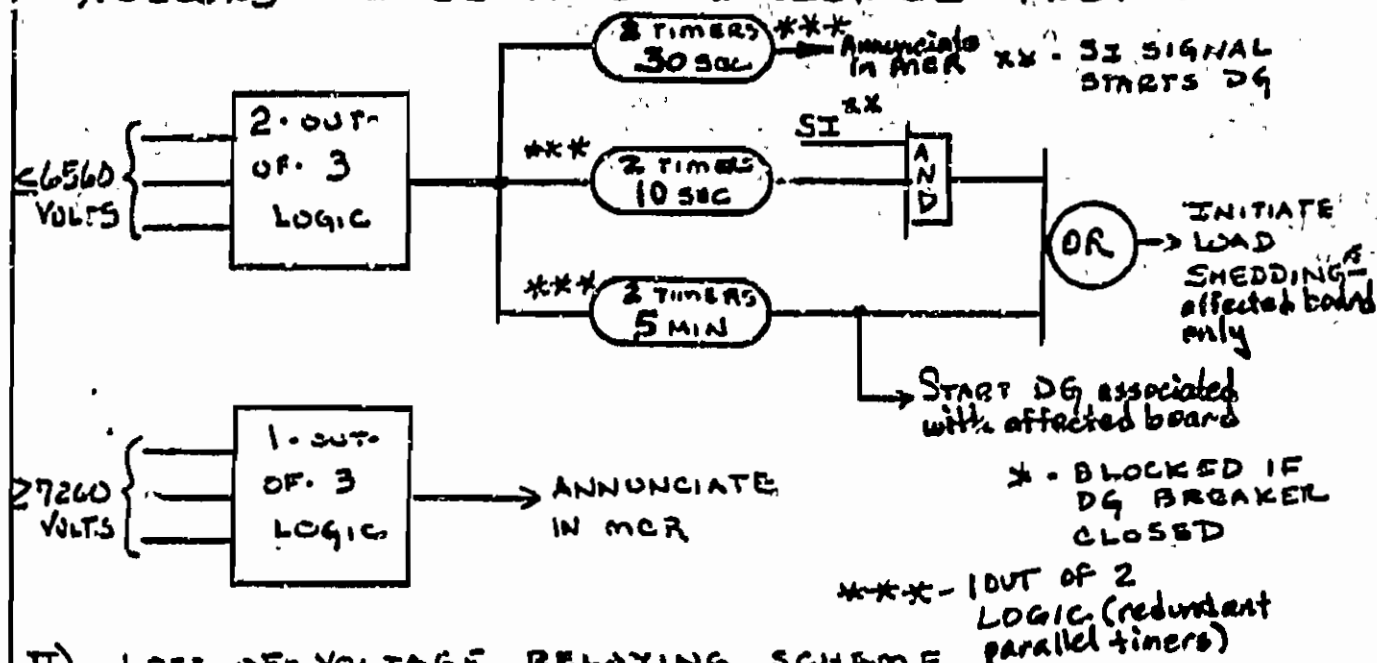 2 TIMERS ***
30 SEC
Annunciate
in MCR
** - SI SIGNAL
STARTS DG
≤6560
VOLTS
2-OUT-
OF-3
LOGIC
SI **
***
2 TIMERS
10 SEC
AND
OR
INITIATE
LOAD
SHEDDING *-
affected board
only
***
2 TIMERS
5 MIN
START DG associated
with affected board
≥7260
VOLTS
1-OUT-
OF-3
LOGIC
ANNUNCIATE
IN MCR
* - BLOCKED IF
DG BREAKER
CLOSED
*** - 1 OUT OF 2
LOGIC (redundant
parallel timers)
II) LOSS OF VOLTAGE RELAYING SCHEME